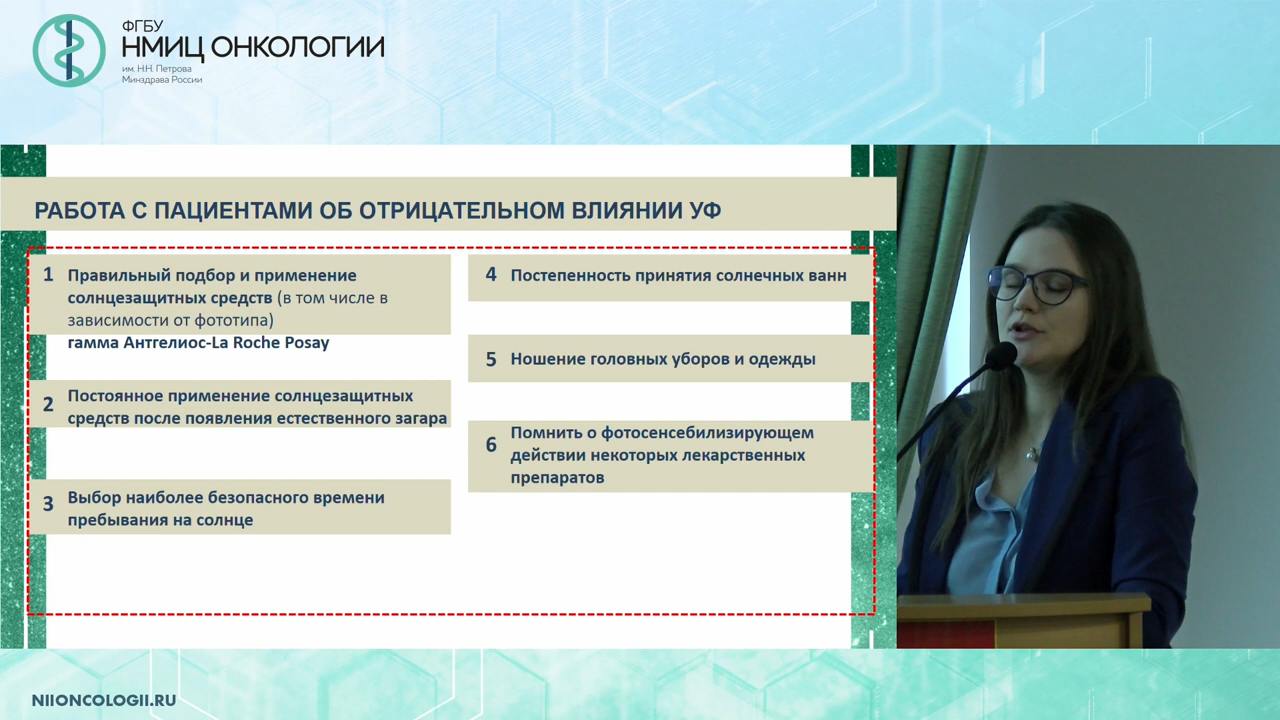 ФГБУ
НМИЦ ОНКОЛОГИИ
им. Н.Н. Петрова
Минздрава России
РАБОТА С ПАЦИЕНТАМИ ОБ ОТРИЦАТЕЛЬНОМ ВЛИЯНИИ УФ
1 Правильный подбор и применение
солнцезащитных средств (в том числе в
зависимости от фототипа)
гамма Антгелиос-La Roche Posay
2 Постоянное применение солнцезащитных
средств после появления естественного загара
3 Выбор наиболее безопасного времени
пребывания на солнце
4 Постепенность принятия солнечных ванн
5 Ношение головных уборов и одежды
6 Помнить о фотосенсебилизирующем
действии некоторых лекарственных
препаратов
NIIONCOLOGII.RU